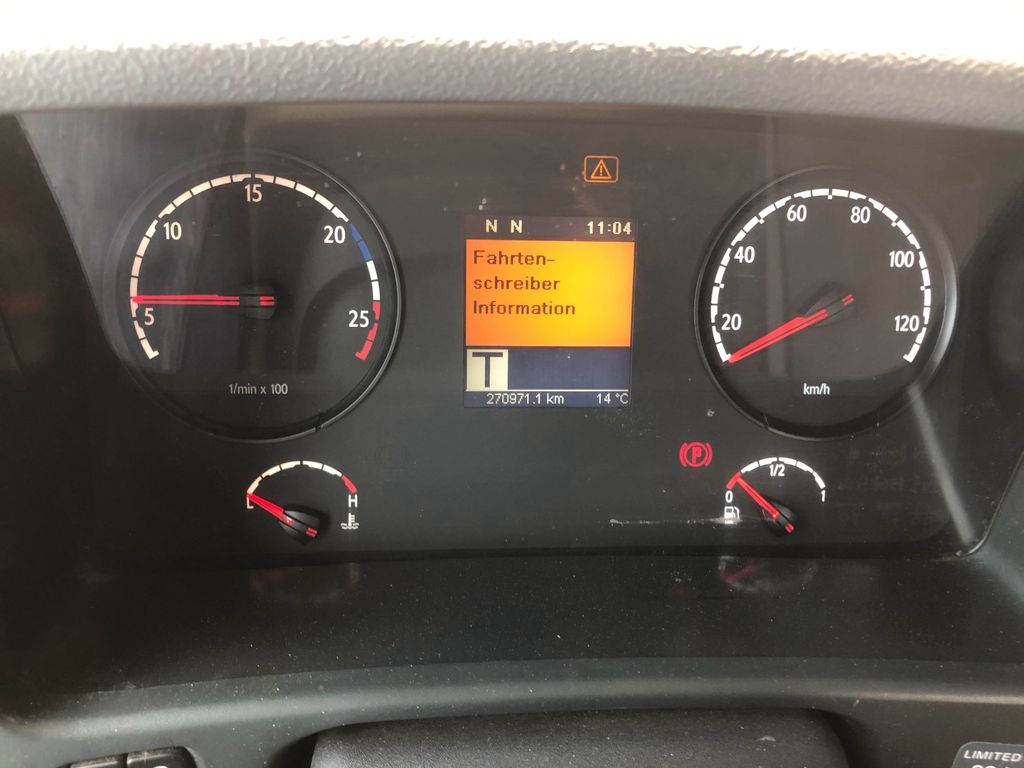 15
10
20
5
25
1/min x 100
N N 11:04
Fahrten-
schreiber
Information
T
270971.1 km 14 °C
60 80
40 100
20 120
km/h
L H
P
1/2
0 1
LIMITED